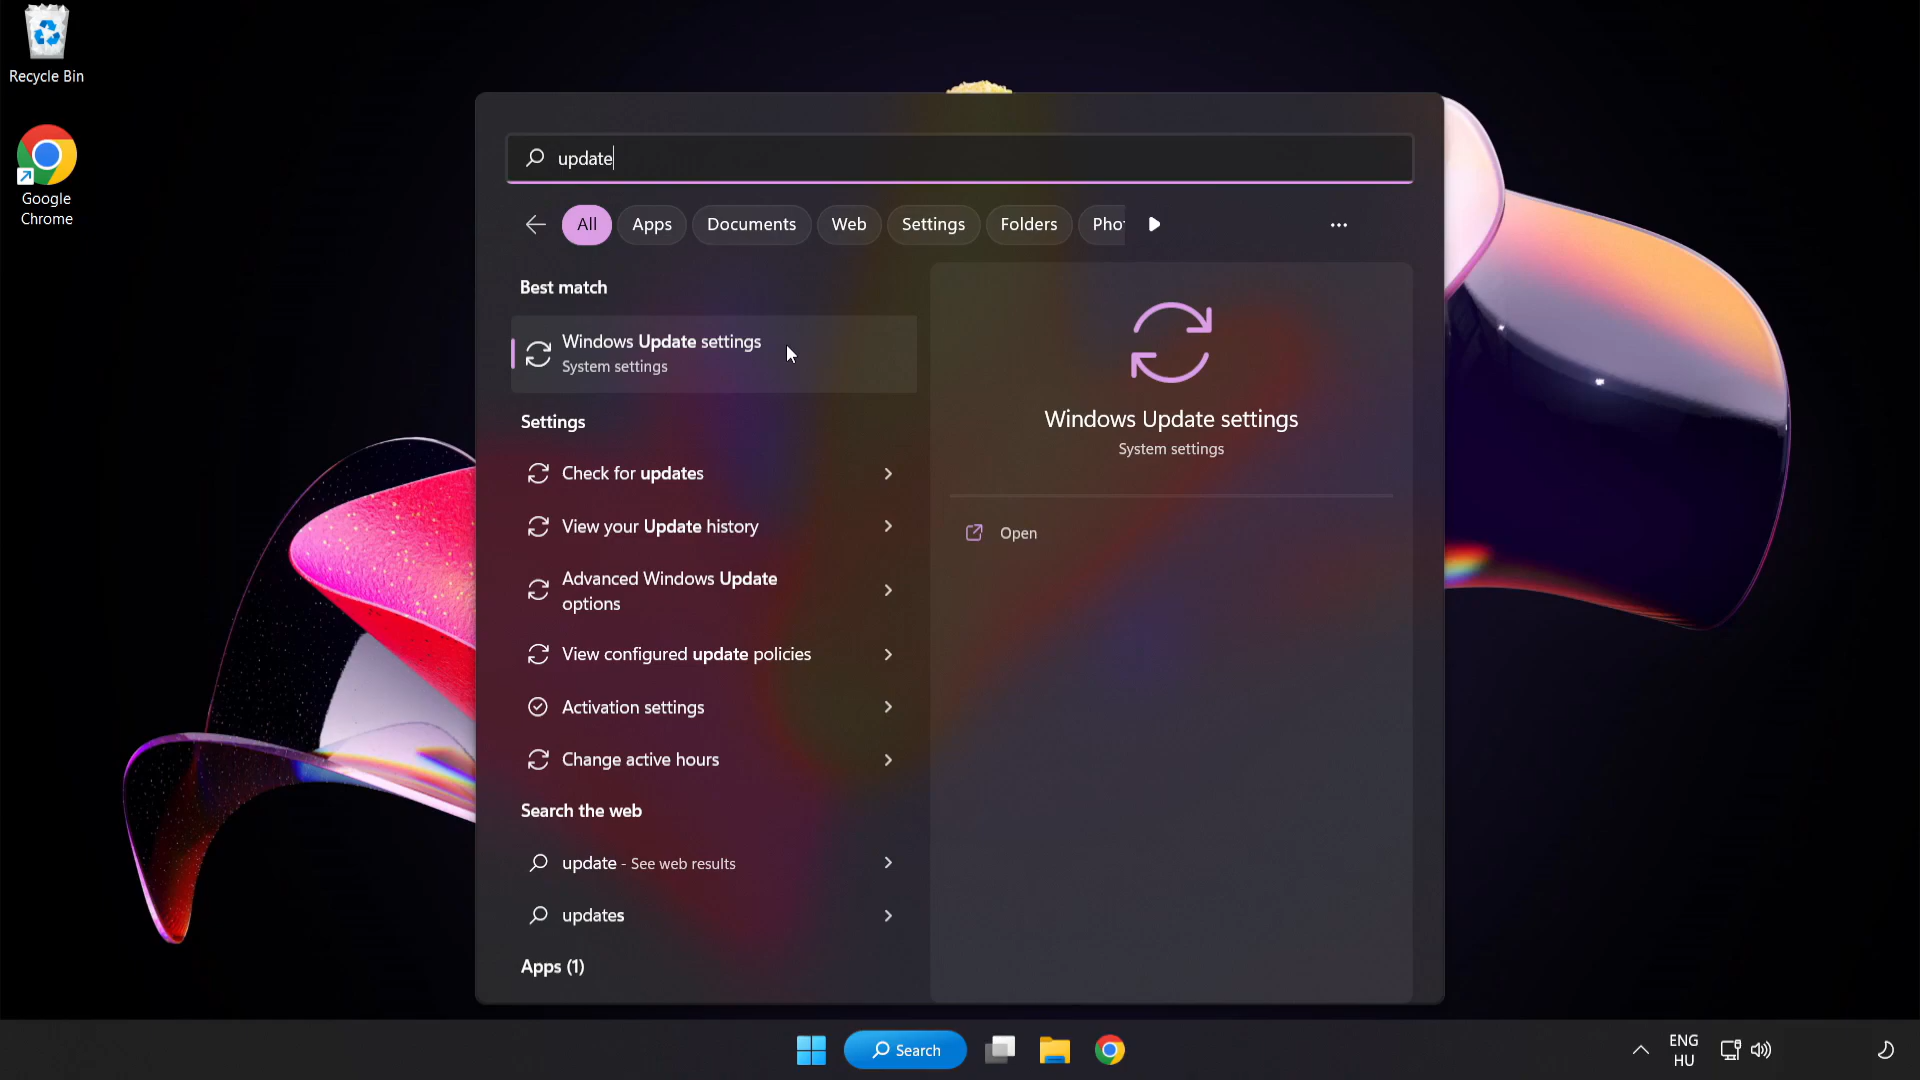 Recycle Bin
Google
Chrome
update
All
Apps
Documents
Web
Settings
Folders
Pho
Best match
Windows Update settings
System settings
Settings
Check for updates
View your Update history
Advanced Windows Update
options
View configured update policies
Activation settings
Change active hours
Search the web
update - See web results
updates
Apps (1)
Windows Update settings
System settings
Open
Search
ENG
HU